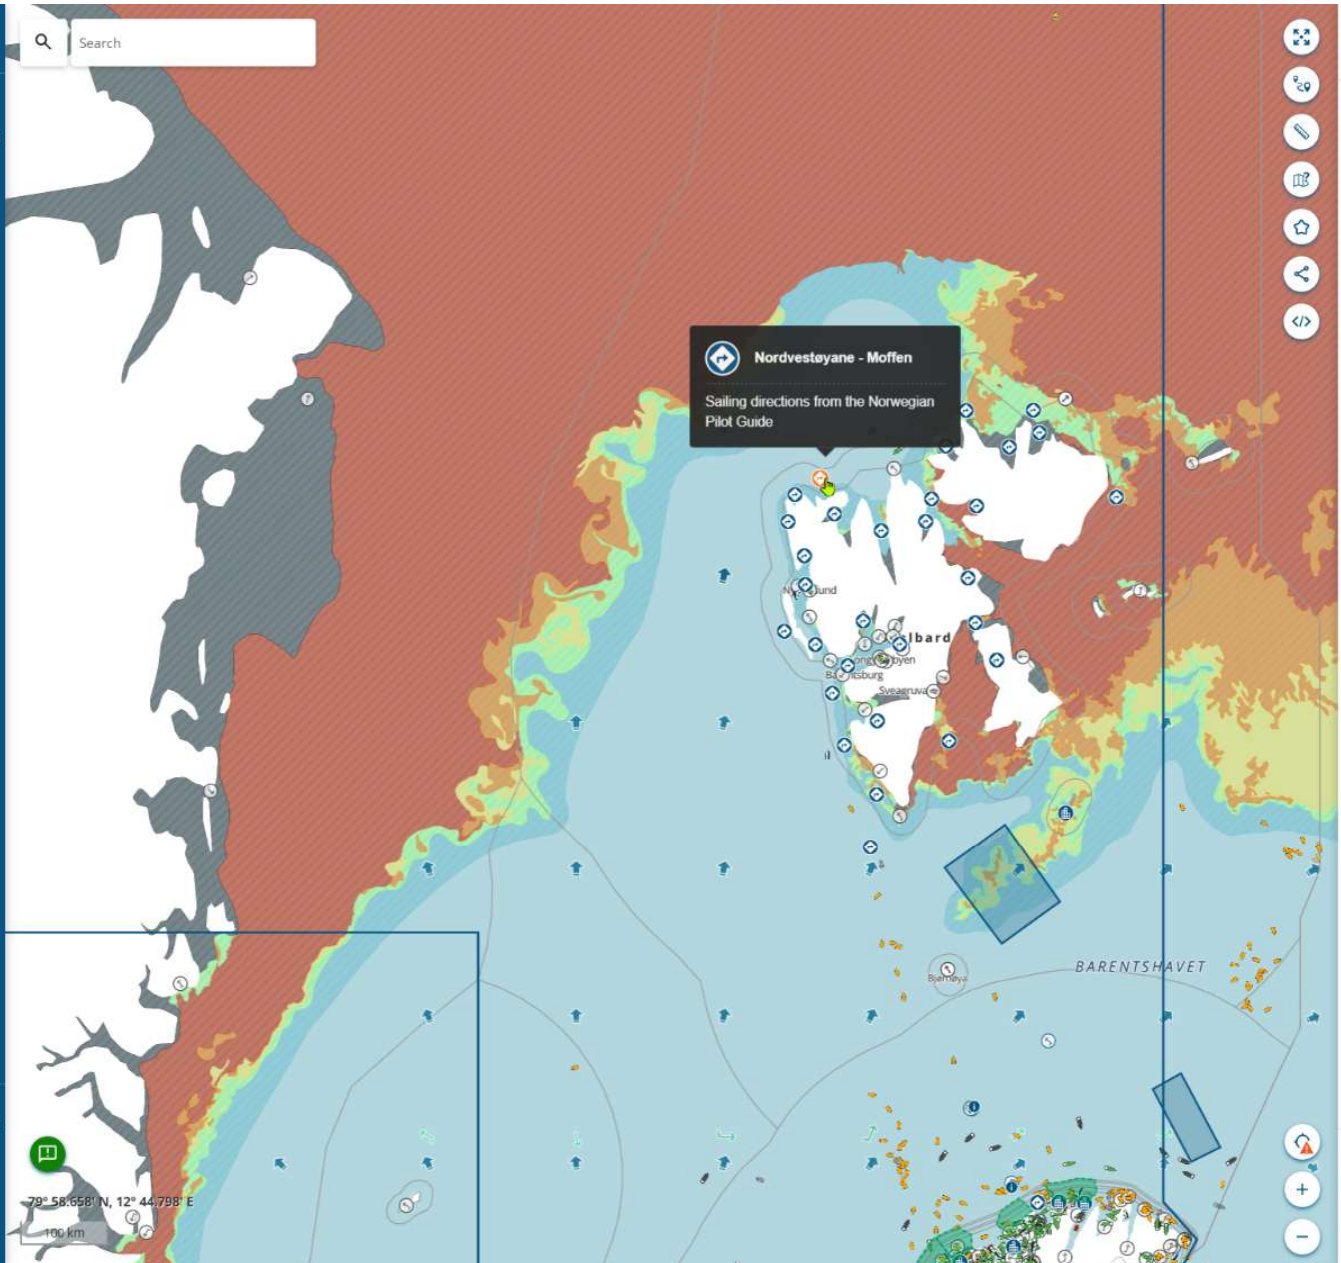 Search
Nordvestøyane - Moffen
Sailing directions from the Norwegian
Pilot Guide
lbard
Sveagruva
BARENTSHAVET
Bjørnøya
79° 58.658' N, 12° 44.798' E
100 km